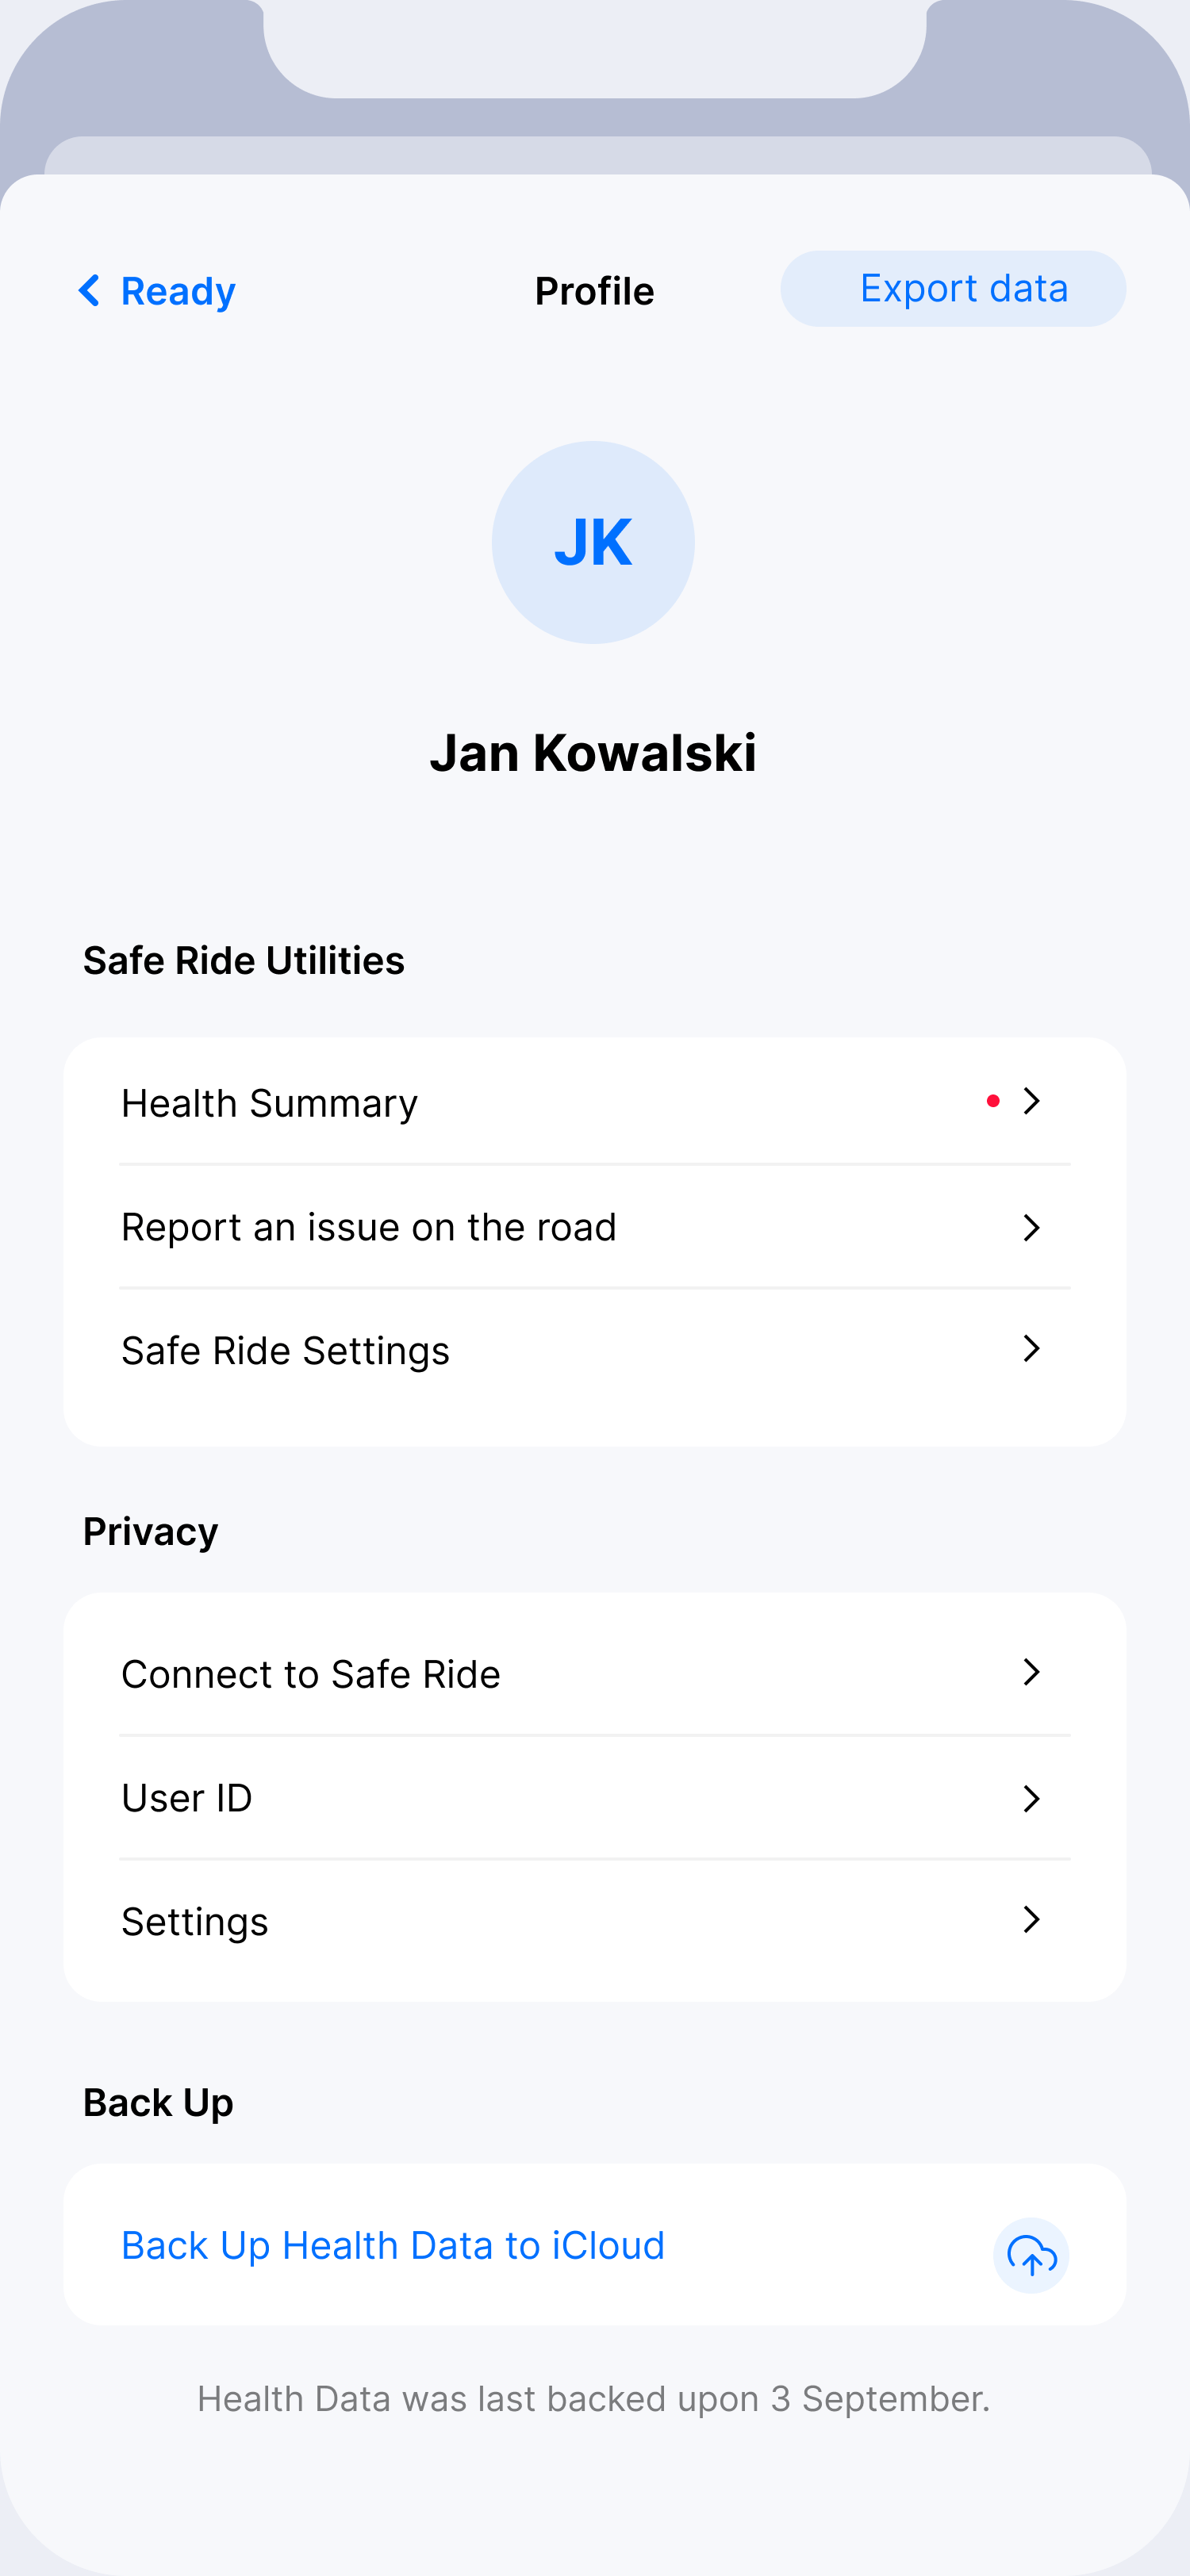 Ready
Profile
Export data
JK
Jan Kowalski
Safe Ride Utilities
Health Summary
Report an issue on the road
Safe Ride Settings
Privacy
Connect to Safe Ride
User ID
Settings
Back Up
Back Up Health Data to iCloud
Health Data was last backed upon 3 September.